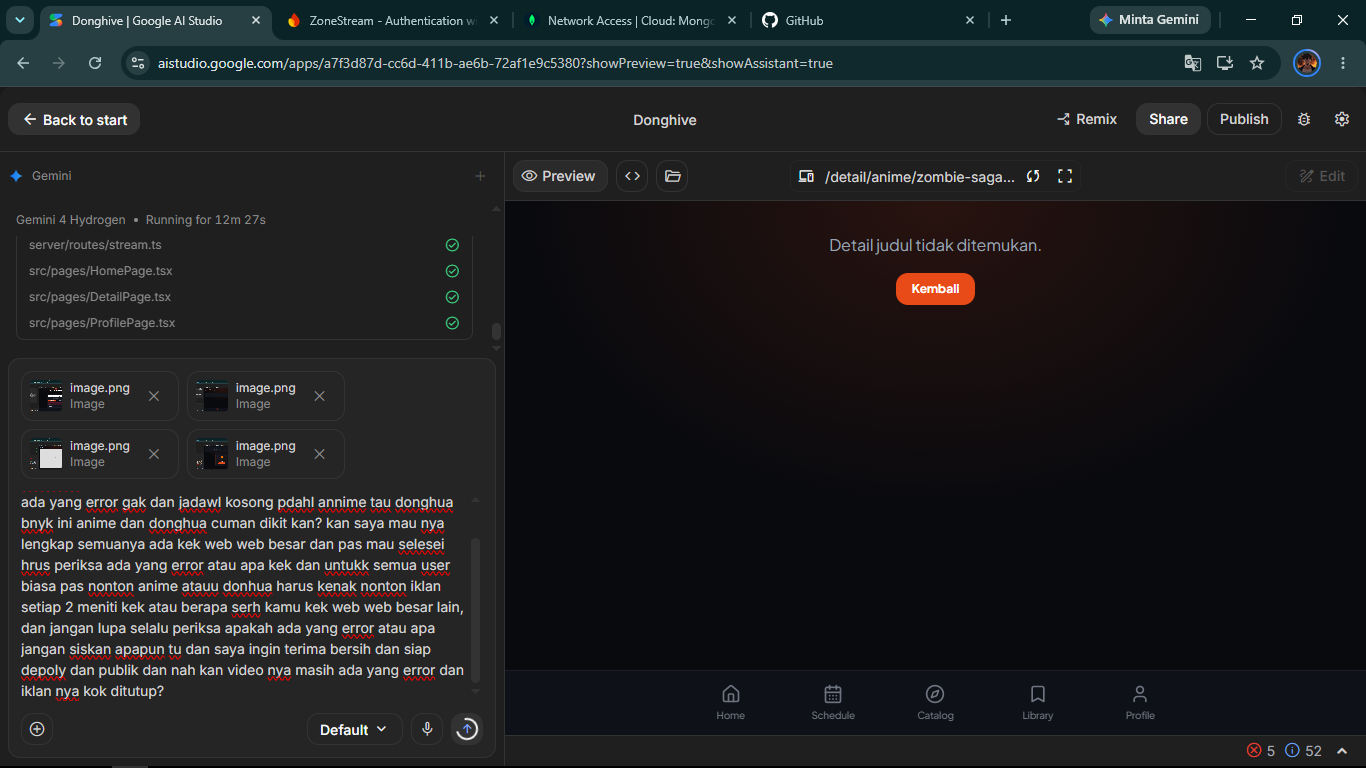 Donghive | Google AI Studio
ZoneStream - Authentication w
Network Access | Cloud: Mong
GitHub
Minta Gemini
aistudio.google.com/apps/a7f3d87d-cc6d-411b-ae6b-72af1e9c5380?showPreview=true&showAssistant=true
Back to start
Donghive
Remix
Share
Publish
Gemini
Preview
/detail/anime/zombie-saga...
Edit
Gemini 4 Hydrogen • Running for 12m 27s
server/routes/stream.ts
src/pages/HomePage.tsx
src/pages/DetailPage.tsx
src/pages/ProfilePage.tsx
Detail judul tidak ditemukan.
Kembali
image.png
Image
image.png
Image
image.png
Image
image.png
Image
ada yang error gak dan jadawl kosong pdahl annime tau donghua
bnyk ini anime dan donghua cuman dikit kan? kan saya mau nya
lengkap semuanya ada kek web web besar dan pas mau selesei
hrus periksa ada yang error atau apa kek dan untukk semua user
biasa pas nonton anime atauu donhua harus kenak nonton iklan
setiap 2 meniti kek atau berapa serh kamu kek web web besar lain,
dan jangan lupa selalu periksa apakah ada yang error atau apa
jangan siskan apapun tu dan saya ingin terima bersih dan siap
depoly dan publik dan nah kan video nya masih ada yang error dan
iklan nya kok ditutup?
Default
Home
Schedule
Catalog
Library
Profile
5
52